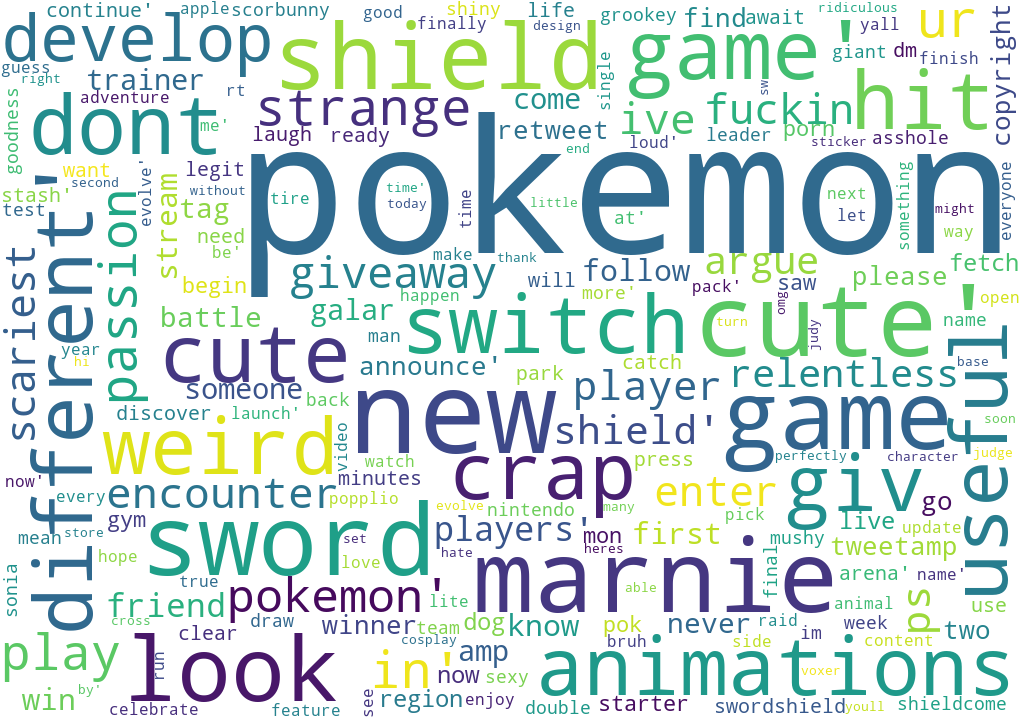 continue'
apple
scorbunny
good
finally
shiny
design
life
grookey
find
await
ridiculous
yall
ur
develop
shield
game'
giant
dm
finish
copyright
guess
right
trainer
rt
adventure
goodness
dont
me'
strange
come
single
sw
fuckin
hit
laugh
ready
retweet
ive
leader
porn
asshole
loud'
sticker
legit
end
pokemon
want
second
without
evolve'
stash'
test
tire
time'
today
time
little
at'
next
let
something
might
everyone
way
different'
passion
stream
tag
need
be'
begin
make
thank
giveaway
will
follow
argue
saw
please
fetch
scariest
battle
galar
happen
more'
pack'
omg
open
name
year
hi
cute
man
switch
cute'
turn
judy
base
announce'
park
catch
someone
back
new
player
relentless
useful
discover
launch'
shield'
game
soon
weird
video
watch
crap
press
perfectly
character
judge
now'
every
encounter
minutes
popplio
evolve
nintendo
many
enter
pick
giv
go
mean
store
gym
sword
set
hate
players'
mon
heres
first
live
update
mushy
tweetamp
hope
love
true
pokemon'
lite
marnie
able
final
arena'
name'
sonia
cross
friend
draw
winner
team
dog
know
pok
never
raid
animal
use
ps
two
play
clear
cosplay
bruh
side
im
week
content
look
run
in'
amp
now
sexy
animations
voxer
win
by'
celebrate
feature
see
region
enjoy
double
starter
swordshield
youll
shieldcome